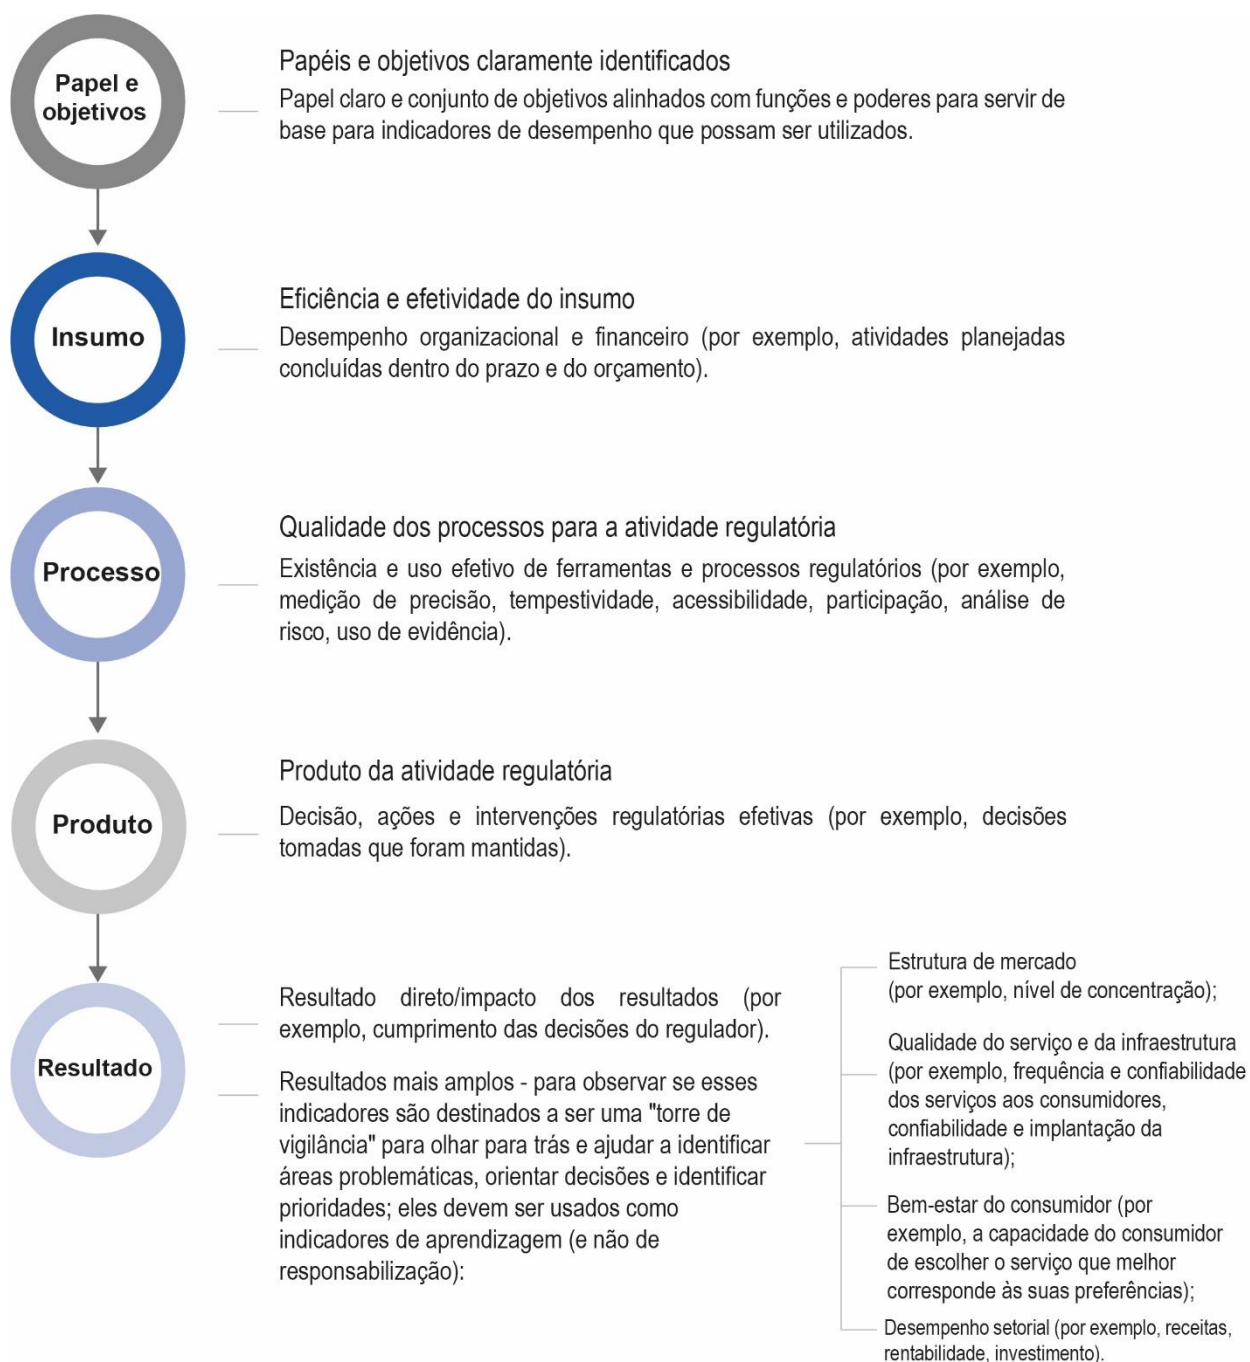 Papel e
objetivos
Papéis e objetivos claramente identificados
Papel claro e conjunto de objetivos alinhados com funções e poderes para servir de
base para indicadores de desempenho que possam ser utilizados.
Insumo
Eficiência e efetividade do insumo
Desempenho organizacional e financeiro (por exemplo, atividades planejadas
concluídas dentro do prazo e do orçamento).
Processo
Qualidade dos processos para a atividade regulatória
Existência e uso efetivo de ferramentas e processos regulatórios (por exemplo,
medição de precisão, tempestividade, acessibilidade, participação, análise de
risco, uso de evidência).
Produto
Produto da atividade regulatória
Decisão, ações e intervenções regulatórias efetivas (por exemplo, decisões
tomadas que foram mantidas).
Resultado
Resultado direto/impacto dos resultados (por
exemplo, cumprimento das decisões do regulador).
Resultados mais amplos - para observar se esses
indicadores são destinados a ser uma "torre de
vigilância" para olhar para trás e ajudar a identificar
áreas problemáticas, orientar decisões e identificar
prioridades; eles devem ser usados como
indicadores de aprendizagem (e não de
responsabilização):
Estrutura de mercado
(por exemplo, nível de concentração);
Qualidade do serviço e da infraestrutura
(por exemplo, frequência e confiabilidade
dos serviços aos consumidores,
confiabilidade e implantação da
infraestrutura);
Bem-estar do consumidor (por
exemplo, a capacidade do consumidor
de escolher o serviço que melhor
corresponde às suas preferências);
Desempenho setorial (por exemplo, receitas,
rentabilidade, investimento).